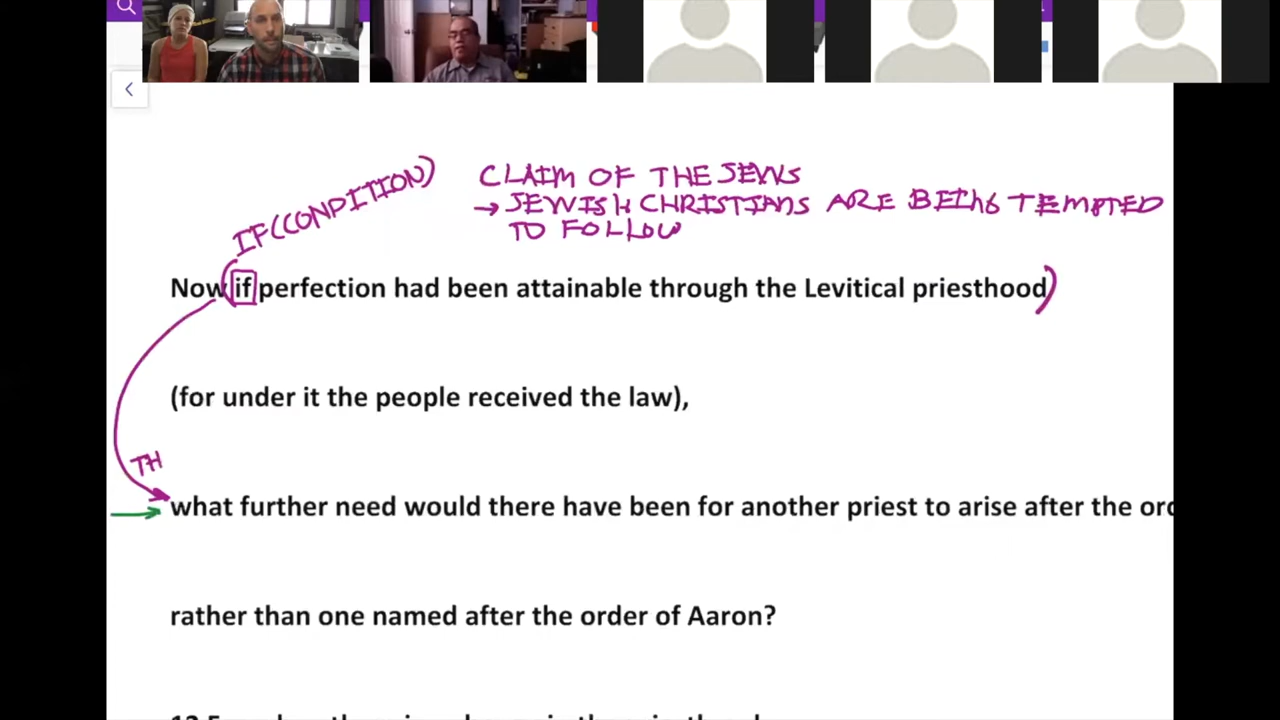 IF (CONDITION)
CLAIM OF THE JEWS
→ JEWISH CHRISTIANS ARE BEING TEMPTED
TO FOLLOW
Now if perfection had been attainable through the Levitical priesthood)
(for under it the people received the law),
TH
what further need would there have been for another priest to arise after the
rather than one named after the order of Aaron?